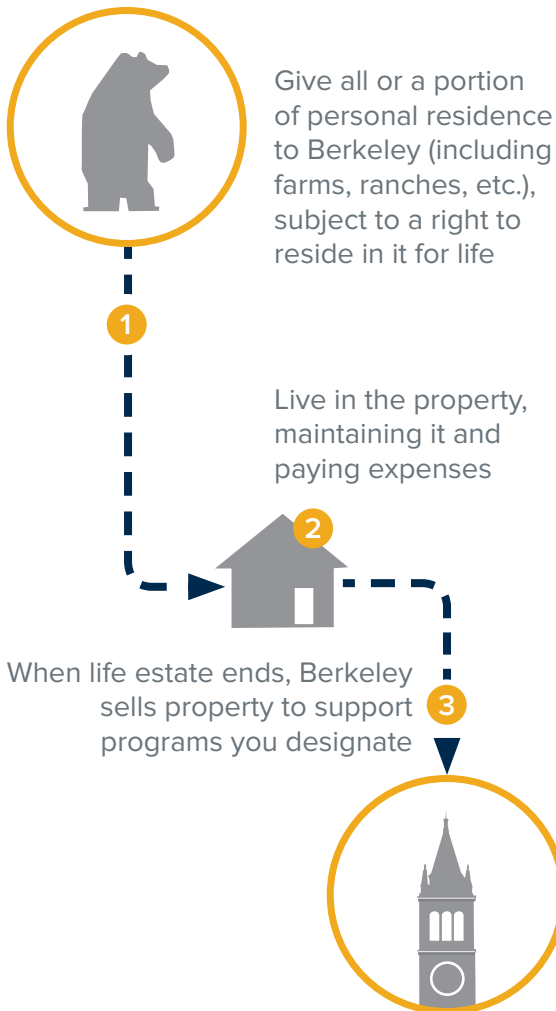 Give all or a portion
of personal residence
to Berkeley (including
farms, ranches, etc.),
subject to a right to
reside in it for life
1
Live in the property,
maintaining it and
paying expenses
2
When life estate ends, Berkeley
sells property to support
programs you designate
3